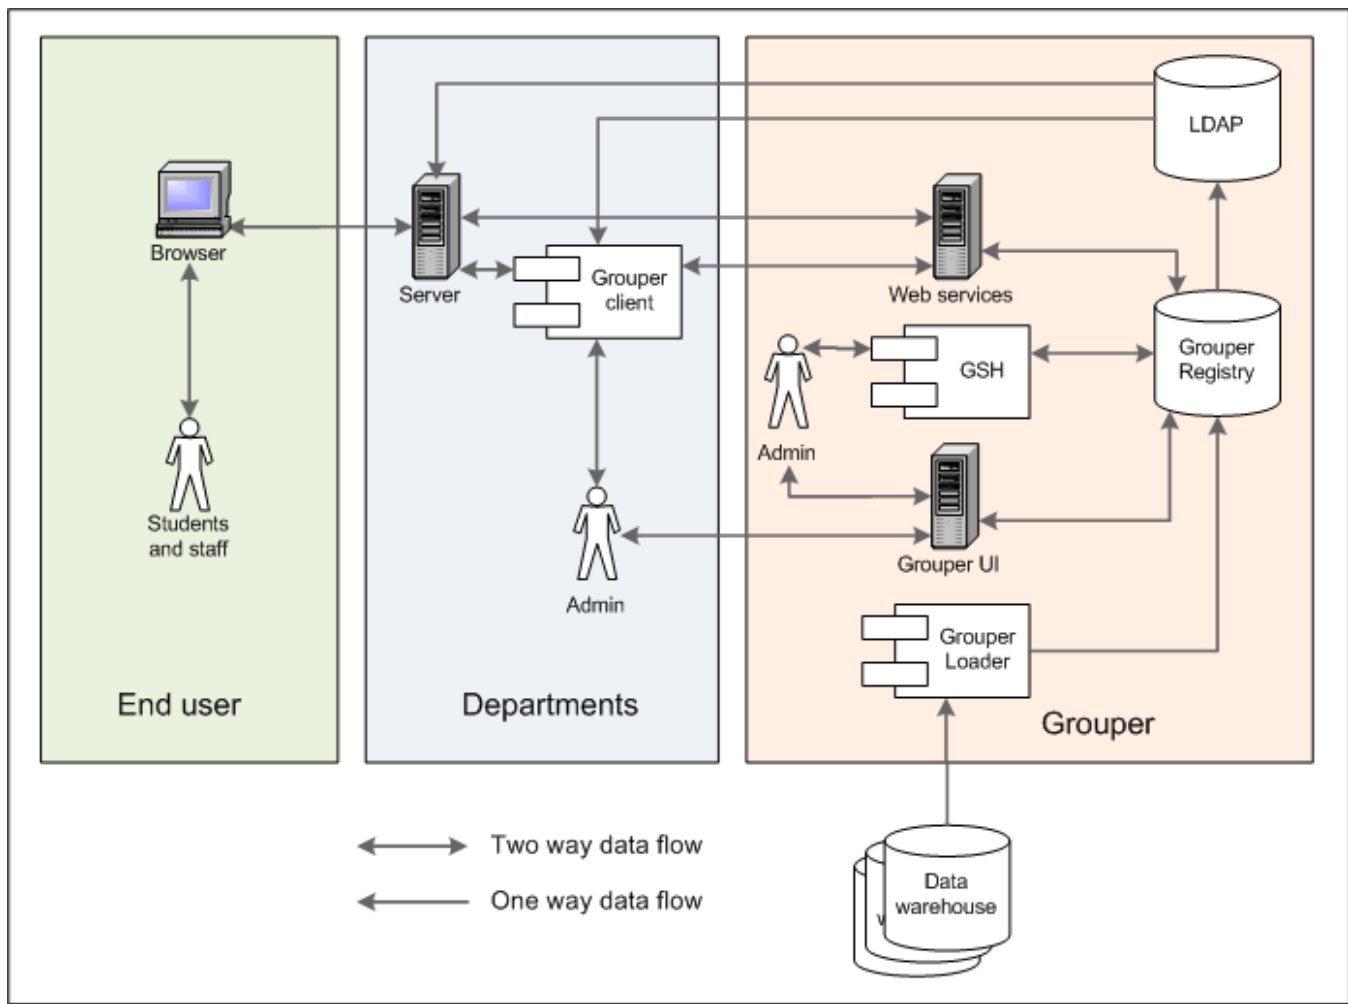 LDAP
Browser
Server
Grouper
client
Web services
Grouper
Registry
GSH
Admin
Students
and staff
Grouper UI
Admin
Grouper
Loader
End user
Departments
Grouper
Two way data flow
One way data flow
Data
warehouse